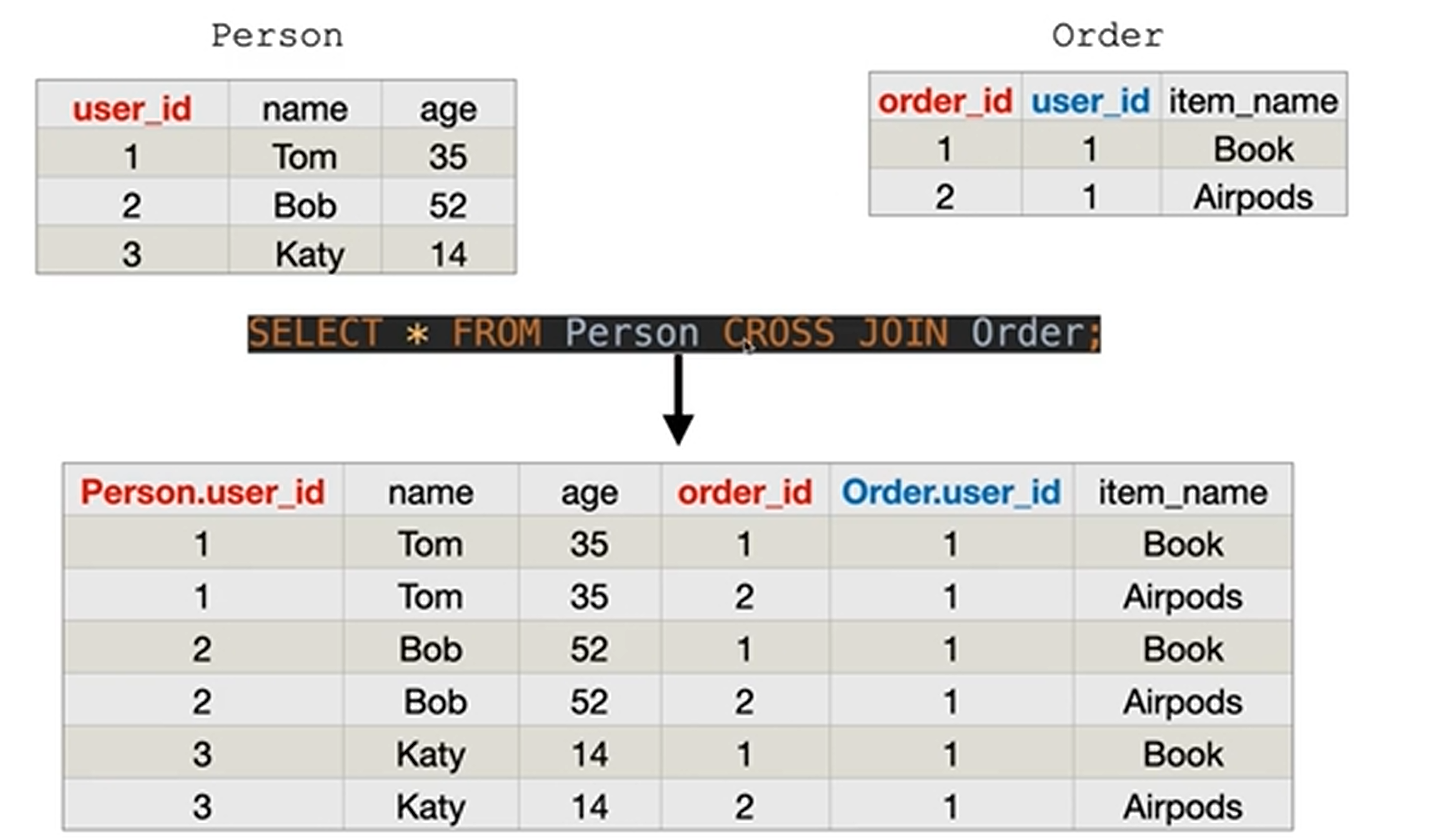 Person
user_id name age
1 Tom 35
2 Bob 52
3 Katy 14
Order
order_id user_id item_name
1 1 Book
2 1 Airpods
SELECT * FROM Person CROSS JOIN Order;
Person.user_id name age order_id Order.user_id item_name
1 Tom 35 1 1 Book
1 Tom 35 2 1 Airpods
2 Bob 52 1 1 Book
2 Bob 52 2 1 Airpods
3 Katy 14 1 1 Book
3 Katy 14 2 1 Airpods